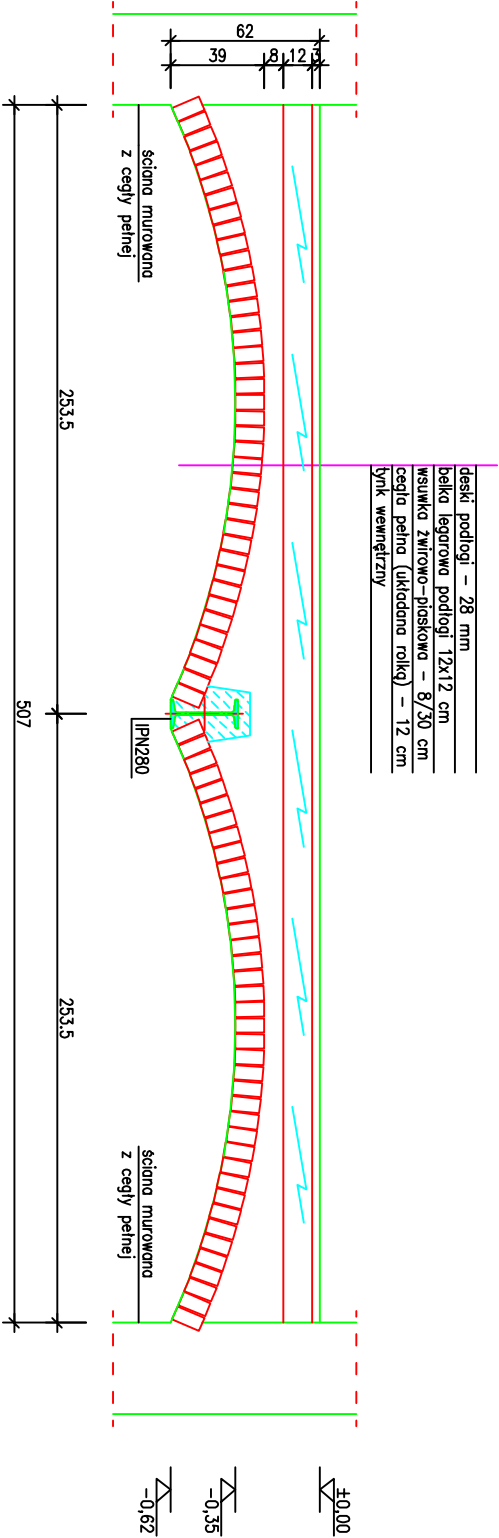 deski podłogi - 28 mm
belka legarowa podłogi 12x12 cm
wsuwka żwirowo-piaskowa - 8/30 cm
cegła pełna (układana rolką) - 12 cm
tynk wewnętrzny
±0,00
-0,35
-0,62
62
39
8
12
3
ściana murowana
z cegły pełnej
IPN280
ściana murowana
z cegły pełnej
253.5
253.5
507